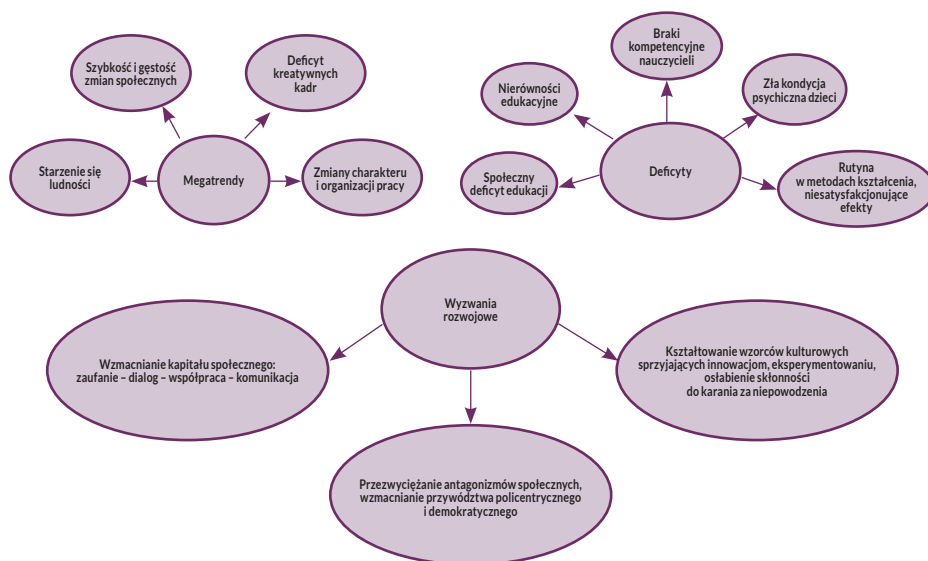 Szybkość i gęstość
zmian społecznych
Deficyt
kreatywnych
kadr
Starzenie się
ludności
Megatrendy
Zmiany charakteru
i organizacji pracy
Braki
kompetencyjne
nauczycieli
Nierówności
edukacyjne
Zła kondycja
psychiczna dzieci
Społeczny
deficyt edukacji
Deficyty
Rutyna
w metodach kształcenia,
niesatysfakcjonujące
efekty
Wyzwania
rozwojowe
Wzmacnianie kapitału społecznego:
zaufanie – dialog – współpraca – komunikacja
Kształtowanie wzorców kulturowych
sprzyjających innowacjom, eksperymentowaniu,
osłabienie skłonności
do karania za niepowodzenia
Przezwyciężanie antagonizmów społecznych,
wzmacnianie przywództwa policentrycznego
i demokratycznego